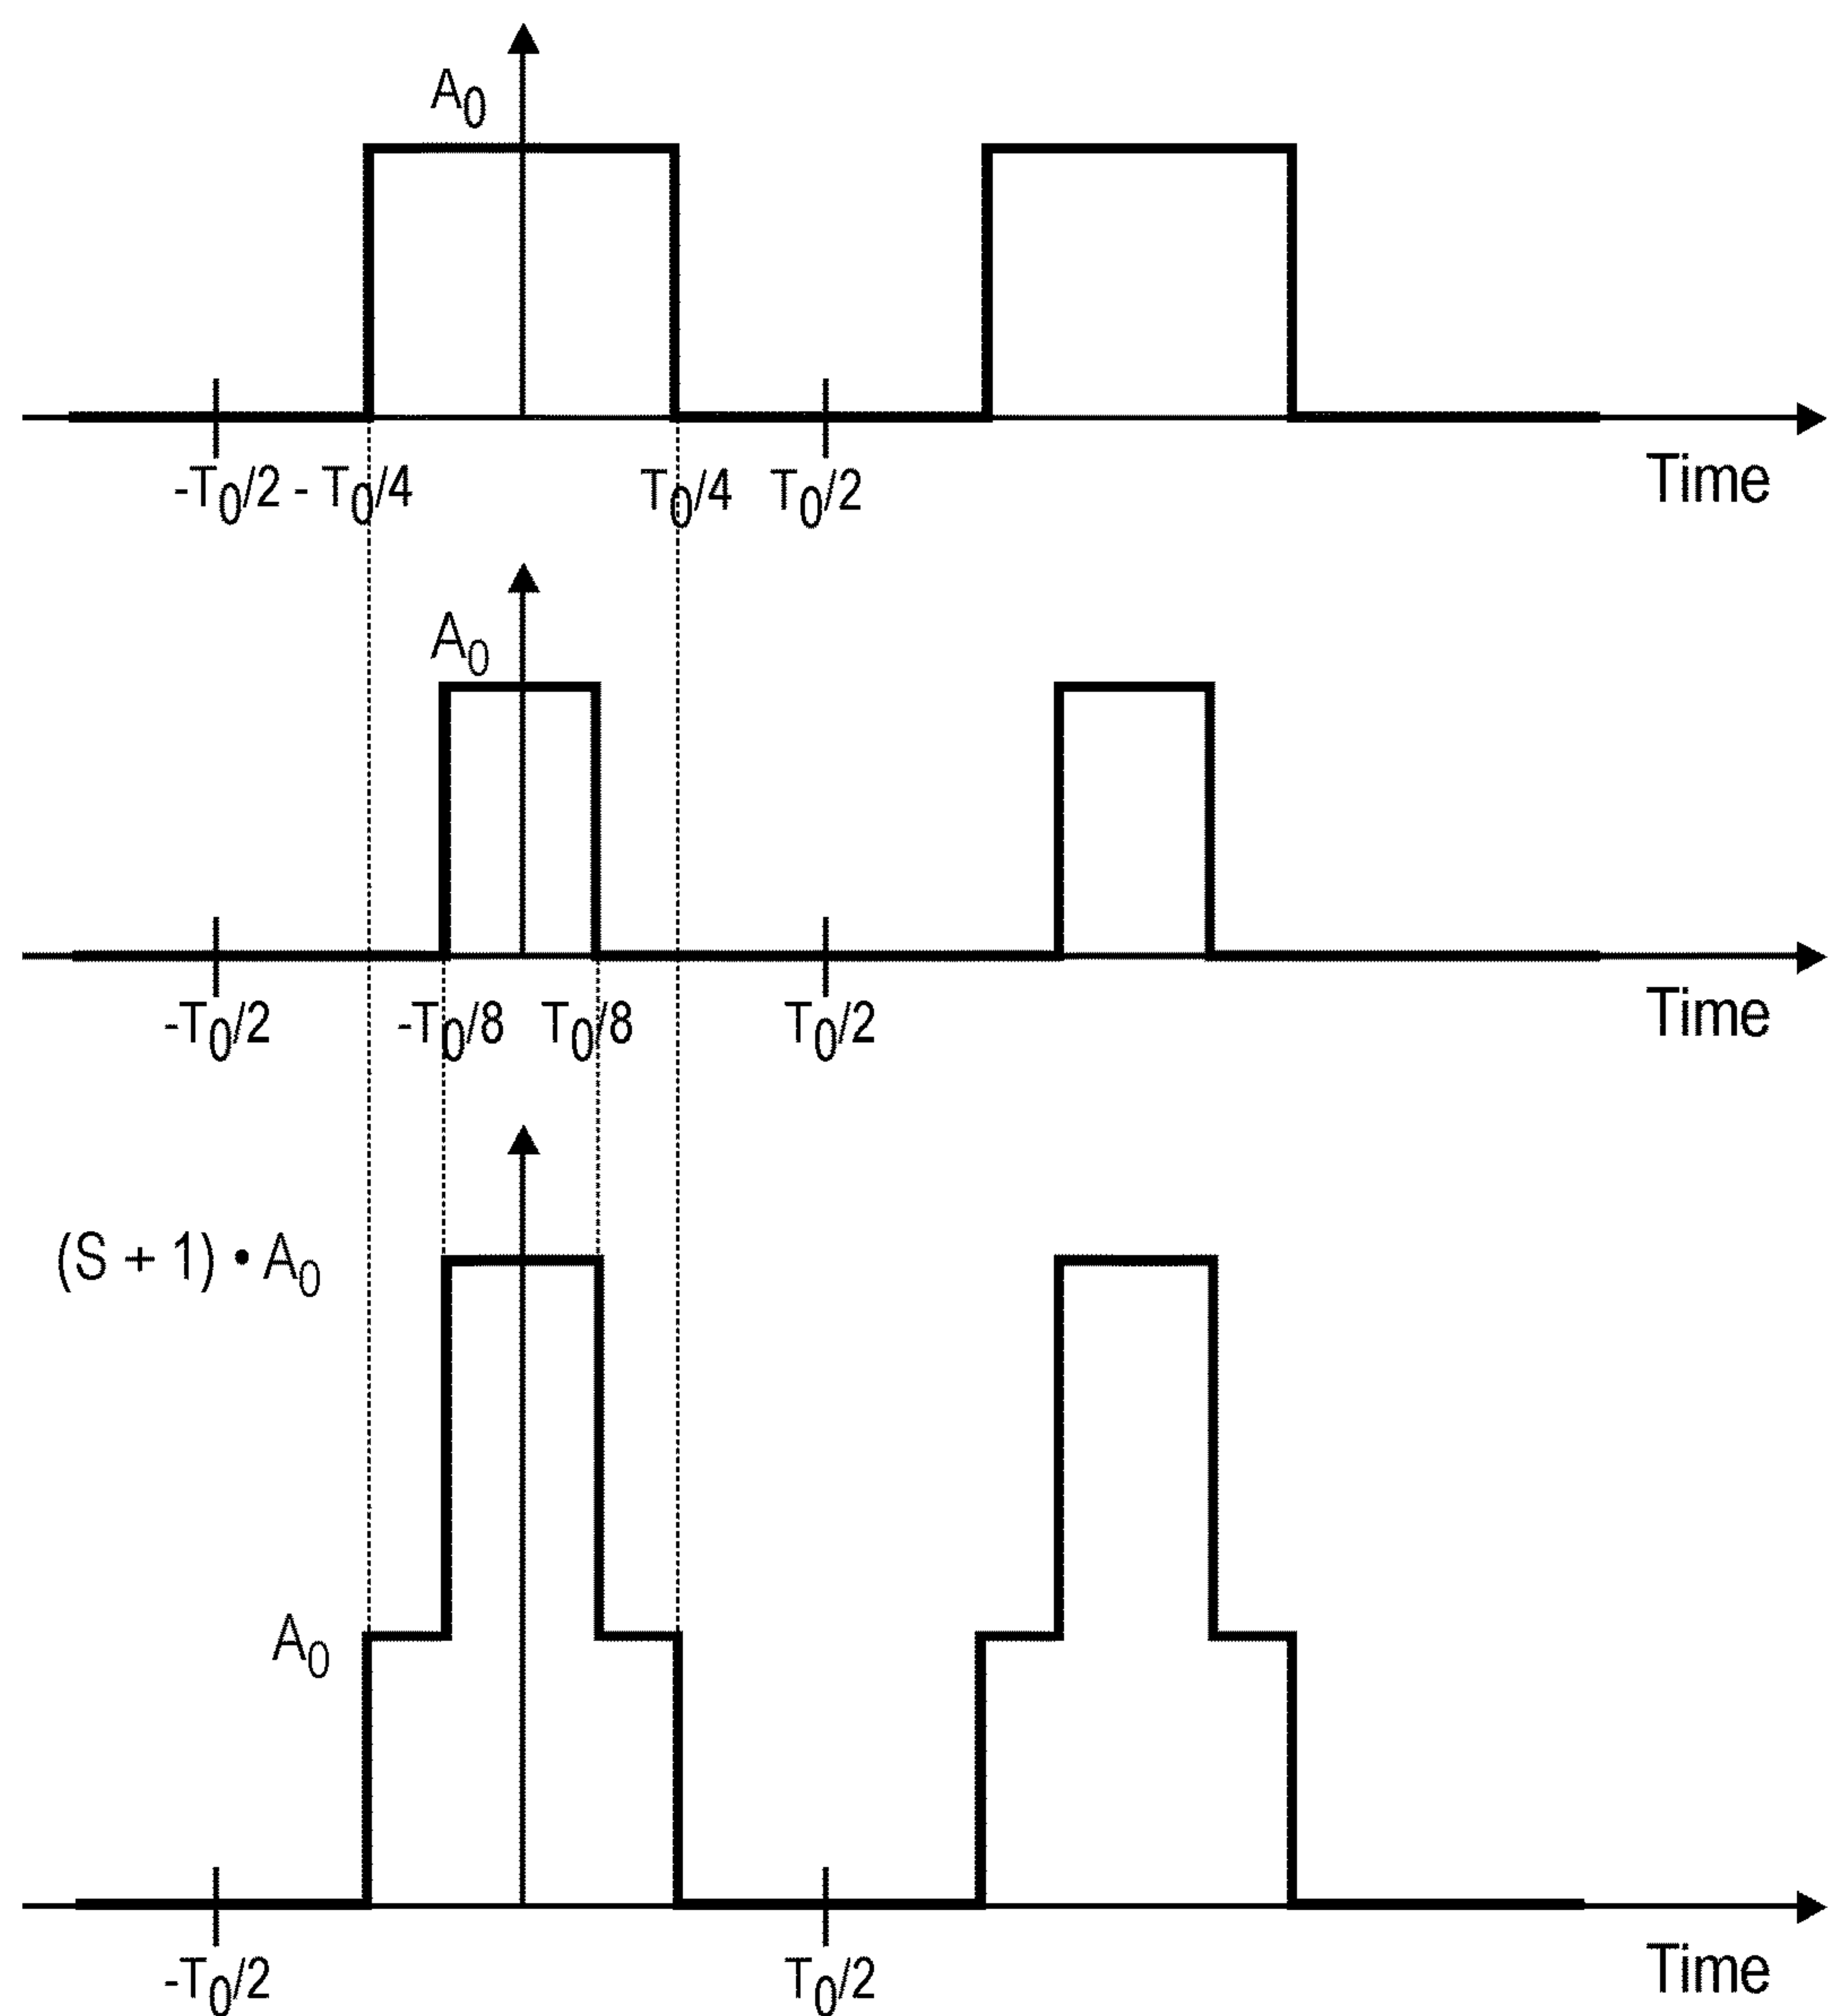 A₀
-T₀/2 - T₀/4 T₀/4 T₀/2 Time
A₀
-T₀/2 -T₀/8 T₀/8 T₀/2 Time
(S + 1) • A₀
A₀
-T₀/2 T₀/2 Time